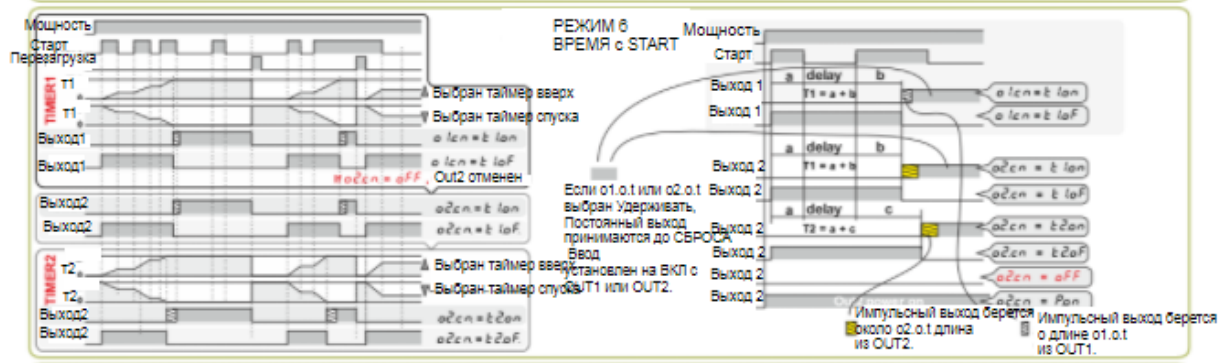 Мощность
Старт
Перезагрузка
TIMER1
T1
T1
Выход1
Выход1
Выбран таймер вверх
Выбран таймер спуска
o1cn=t1on
o1cn=t1oF
o2cn=oFF, Out2 отменен
Выход2
Выход2
o2cn=t1on
o2cn=t1oF.
TIMER2
T2
T2
Выход2
Выход2
Выбран таймер вверх
Выбран таймер спуска
o2cn=t2on
o2cn=t2oF.
РЕЖИМ 6
ВРЕМЯ с START
Если o1.o.t или o2.o.t
выбран Удерживать,
Постоянный выход
принимаются до СБРОСА
Ввод
установлен на ВКЛ с
OUT1 или OUT2.
Мощность
Старт
a delay b
T1 = a + b
Выход 1
Выход 1
o1cn=t1on
o1cn=t1oF
a delay b
T1 = a + b
Выход 2
Выход 2
o2cn = t1on
o2cn = t1oF
a delay c
T2 = a + c
Выход 2
Выход 2
Выход 2
Выход 2
o2cn = t2on
o2cn = t2oF
o2cn = oFF
o2cn = Pon
Импульсный выход берется
около o2.o.t длина
из OUT2.
Импульсный выход берется
о длине o1.o.t
из OUT1.